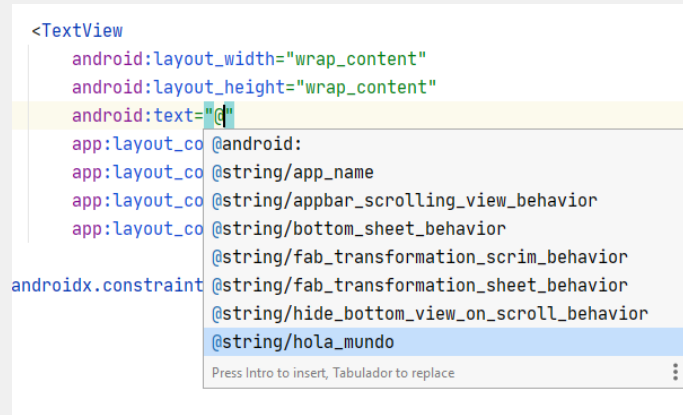 <TextView
android:layout_width="wrap_content"
android:layout_height="wrap_content"
android:text="@"
app:layout_co
@android:
app:layout_co
@string/app_name
app:layout_co
@string/appbar_scrolling_view_behavior
app:layout_co
@string/bottom_sheet_behavior
@string/fab_transformation_scrim_behavior
androidx.constraint
@string/fab_transformation_sheet_behavior
@string/hide_bottom_view_on_scroll_behavior
@string/hola_mundo
Press Intro to insert, Tabulador to replace